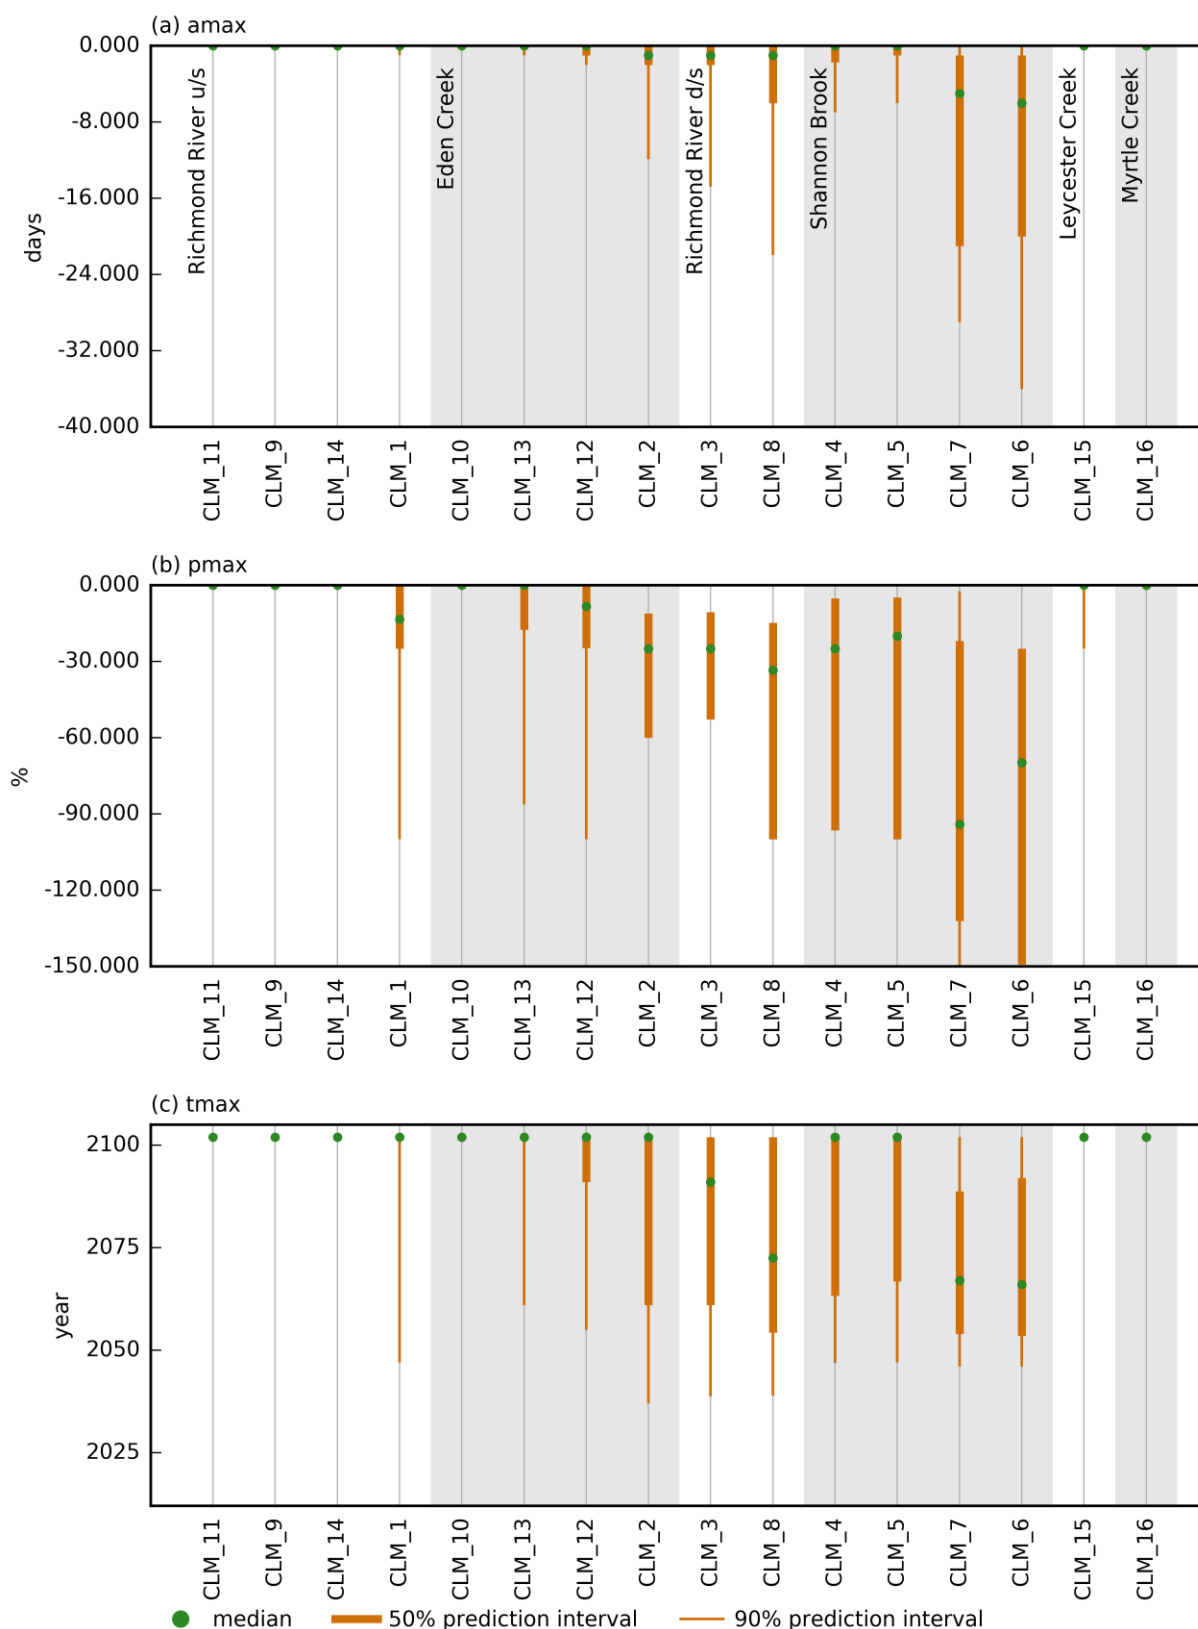 (a) amax
0.000
-8.000
-16.000
-24.000
-32.000
-40.000
days
Richmond River u/s
Eden Creek
Richmond River d/s
Shannon Brook
Leycester Creek
Myrtle Creek
CLM_11
CLM_9
CLM_14
CLM_1
CLM_10
CLM_13
CLM_12
CLM_2
CLM_3
CLM_8
CLM_4
CLM_5
CLM_7
CLM_6
CLM_15
CLM_16
(b) pmax
0.000
-30.000
-60.000
-90.000
-120.000
-150.000
%
CLM_11
CLM_9
CLM_14
CLM_1
CLM_10
CLM_13
CLM_12
CLM_2
CLM_3
CLM_8
CLM_4
CLM_5
CLM_7
CLM_6
CLM_15
CLM_16
(c) tmax
2100
2075
2050
2025
year
CLM_11
CLM_9
CLM_14
CLM_1
CLM_10
CLM_13
CLM_12
CLM_2
CLM_3
CLM_8
CLM_4
CLM_5
CLM_7
CLM_6
CLM_15
CLM_16
median
50% prediction interval
90% prediction interval